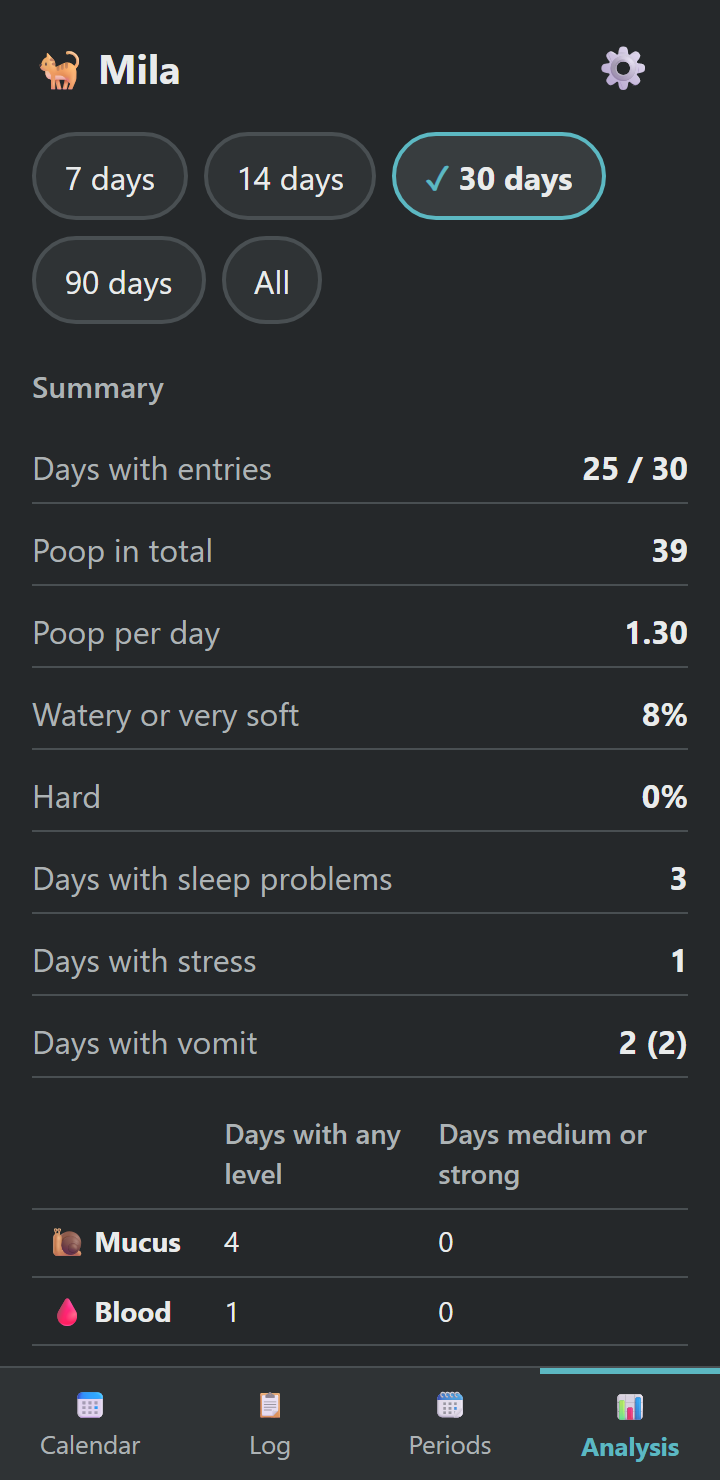 Mila
7 days
14 days
✓ 30 days
90 days
All
Summary
Days with entries 25 / 30
Poop in total 39
Poop per day 1.30
Watery or very soft 8%
Hard 0%
Days with sleep problems 3
Days with stress 1
Days with vomit 2 (2)
Days with any level
Days medium or strong
Mucus 4 0
Blood 1 0
Calendar
Log
Periods
Analysis